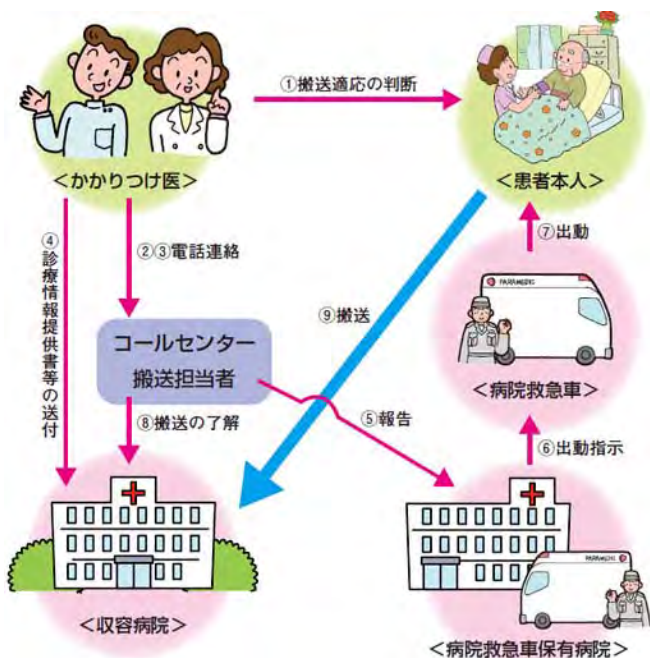 ①搬送適応の判断
＜かかりつけ医＞
＜患者本人＞
④診療情報提供書等の送付
②③電話連絡
⑦出動
PARAMEDIC
⑨搬送
コールセンター
搬送担当者
＜病院救急車＞
⑧搬送の了解
⑤報告
⑥出動指示
PARAMEDIC
＜収容病院＞
＜病院救急車保有病院＞